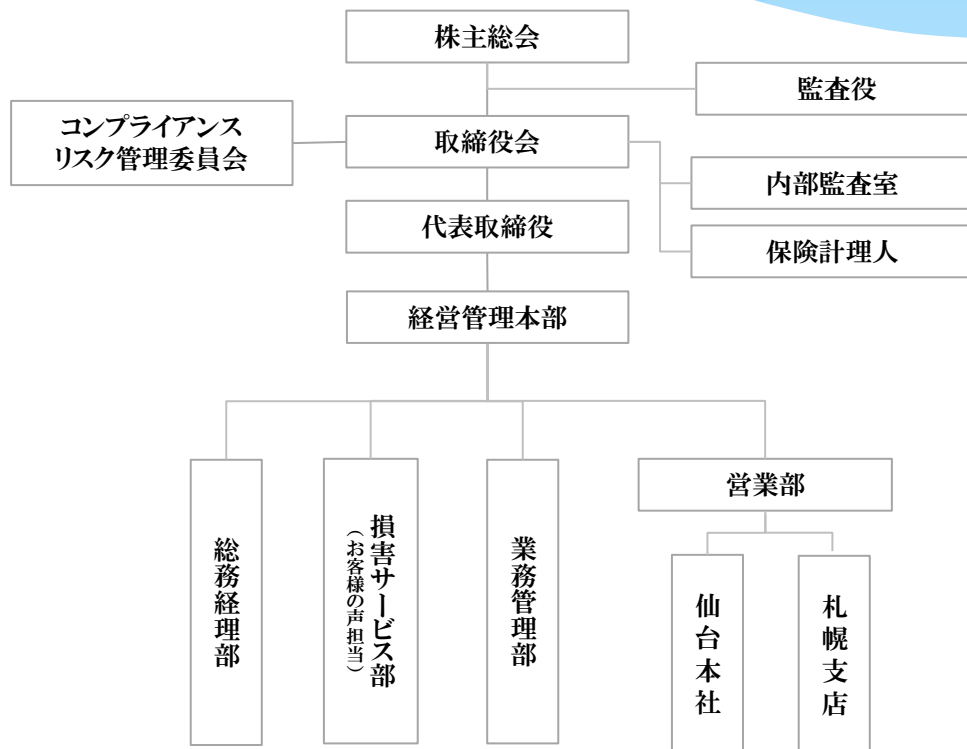 株主総会
監査役
コンプライアンス
リスク管理委員会
取締役会
内部監査室
代表取締役
保険計理人
経営管理本部
総務経理部
損害サービス部
（お客様の声担当）
業務管理部
営業部
仙台本社
札幌支店